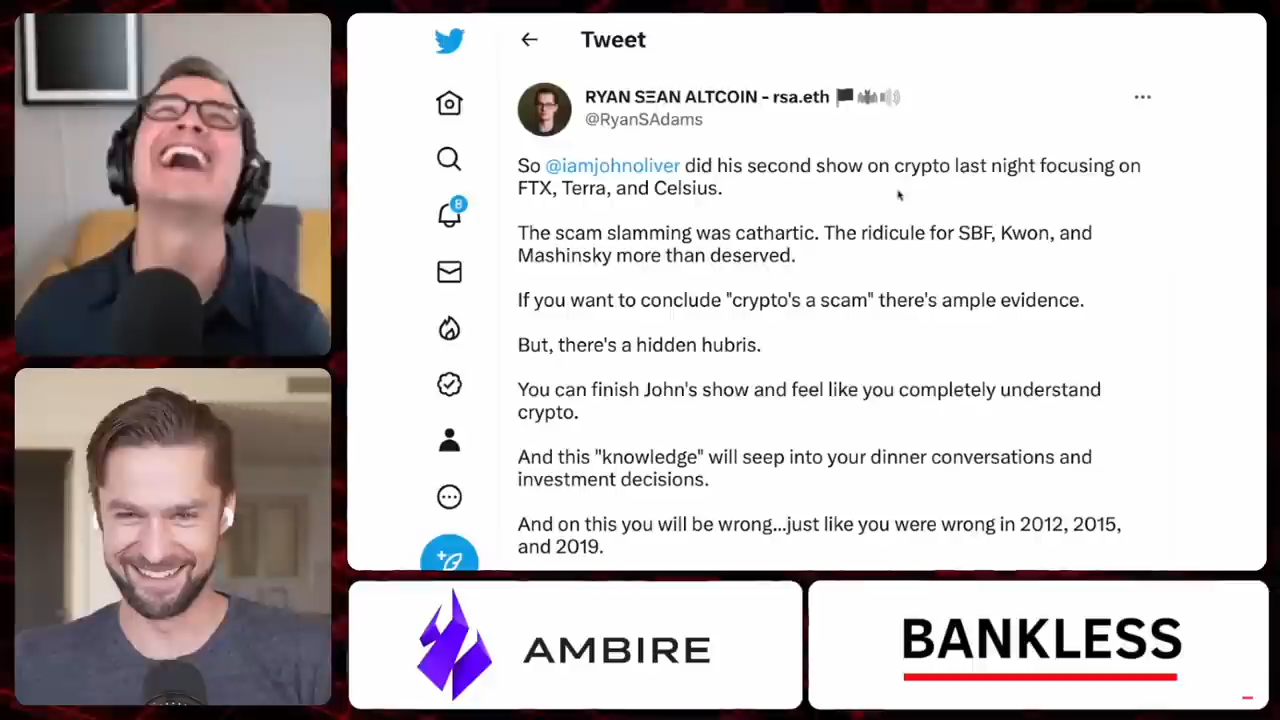 Tweet
RYAN SΞAN ALTCOIN - rsa.eth 🏴🦇🔊
@RyanSAdams
So @iamjohnoliver did his second show on crypto last night focusing on
FTX, Terra, and Celsius.
The scam slamming was cathartic. The ridicule for SBF, Kwon, and
Mashinsky more than deserved.
If you want to conclude "crypto's a scam" there's ample evidence.
But, there's a hidden hubris.
You can finish John's show and feel like you completely understand
crypto.
And this "knowledge" will seep into your dinner conversations and
investment decisions.
And on this you will be wrong...just like you were wrong in 2012, 2015,
and 2019.
8
AMBIRE
BANKLESS